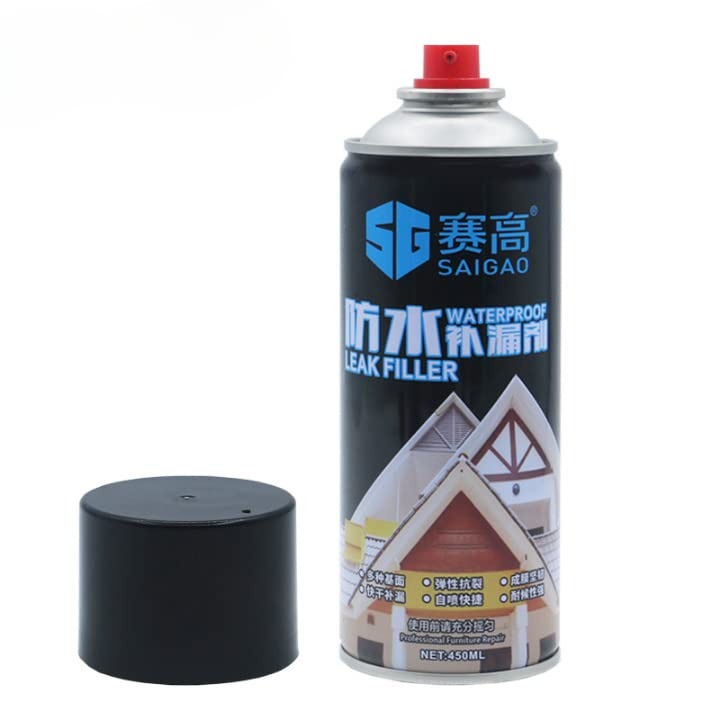 SG 赛高®
SAIGAO
防水 WATERPROOF
补漏剂
LEAK FILLER
• 多种基面 • 弹性抗裂 • 成膜坚韧
• 快干补漏 • 自喷快捷 • 耐候性强
使用前请充分摇匀
Professional Furniture Repair
NET:450ML